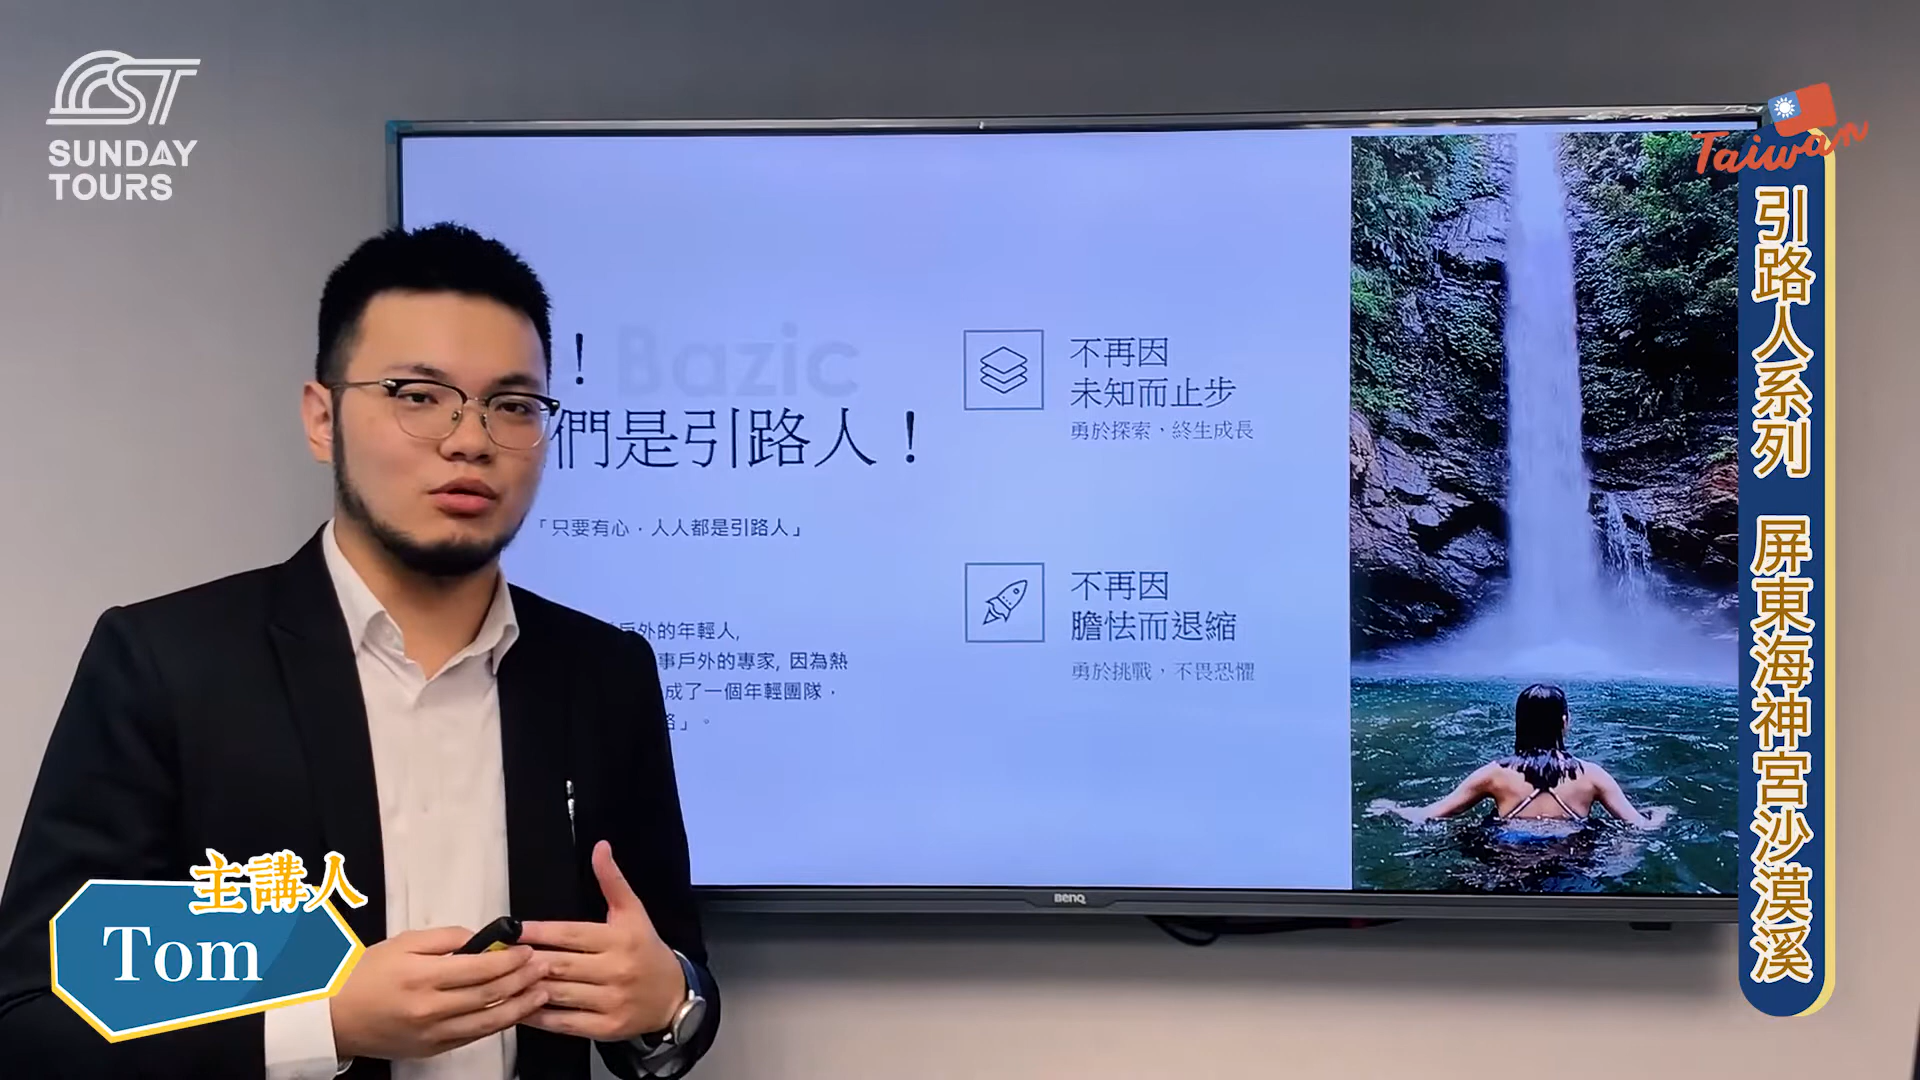 ST
SUNDAY
TOURS
Taiwan
引路人系列 屏東海神宮沙漠溪
！
Bazic
們是引路人！
「只要有心，人人都是引路人」
戶外的年輕人,
事戶外的專家, 因為熱
成了一個年輕團隊，
」。
不再因
未知而止步
勇於探索，終生成長
不再因
膽怯而退縮
勇於挑戰，不畏恐懼
BenQ
主講人
Tom